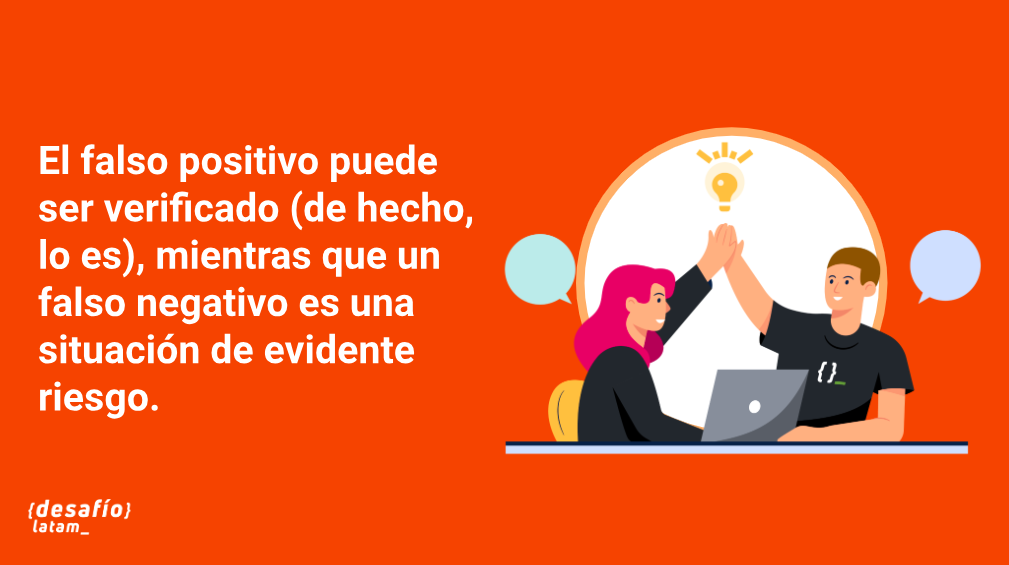 El falso positivo puede
ser verificado (de hecho,
lo es), mientras que un
falso negativo es una
situación de evidente
riesgo.
{}_
{desafío}
latam_